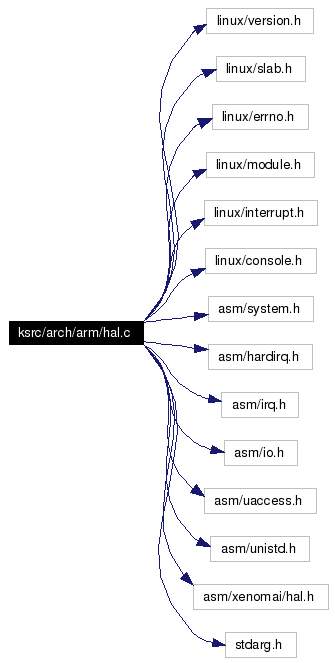 linux/version.h
linux/slab.h
linux/errno.h
linux/module.h
linux/interrupt.h
linux/console.h
asm/system.h
ksrc/arch/arm/hal.c
asm/hardirq.h
asm/irq.h
asm/io.h
asm/uaccess.h
asm/unistd.h
asm/xenomai/hal.h
stdarg.h